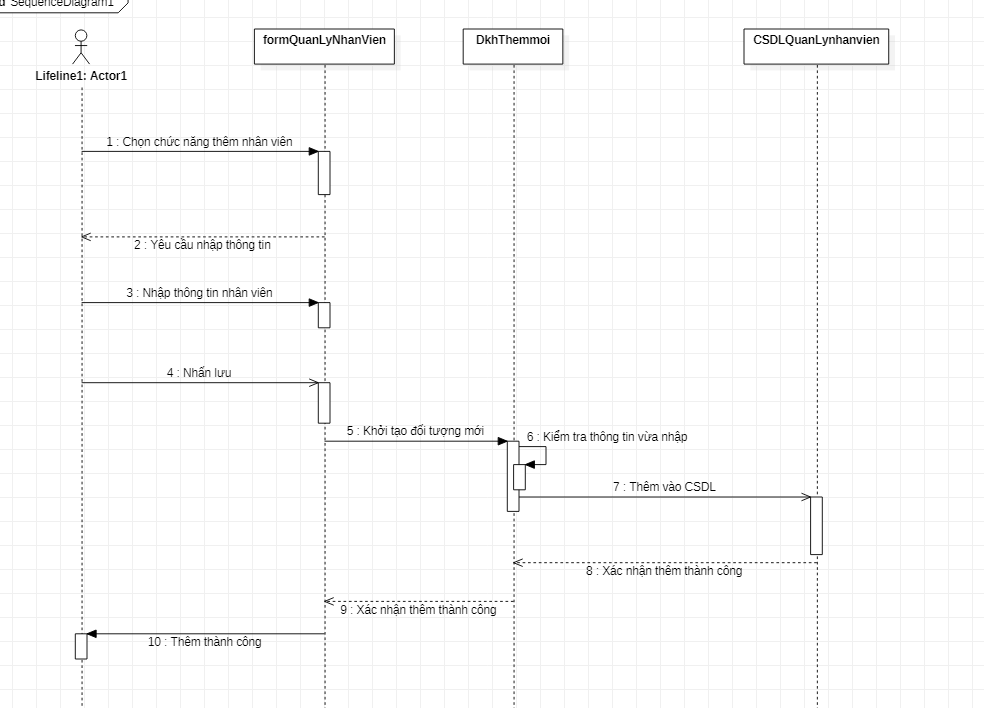 SequenceDiagram1
formQuanLyNhanVien
DkhThemmoi
CSDLQuanLynhanvien
Lifeline1: Actor1
1 : Chọn chức năng thêm nhân viên
2 : Yêu cầu nhập thông tin
3 : Nhập thông tin nhân viên
4 : Nhấn lưu
5 : Khởi tạo đối tượng mới
6 : Kiểm tra thông tin vừa nhập
7 : Thêm vào CSDL
8 : Xác nhận thêm thành công
9 : Xác nhận thêm thành công
10 : Thêm thành công